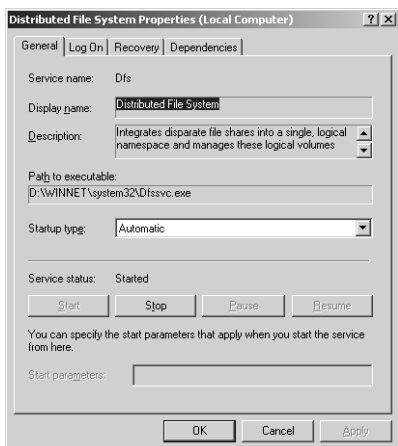 Distributed File System Properties (Local Computer)
General Log On Recovery Dependencies
Service name: Dfs
Display name: Distributed File System
Description: Integrates disparate file shares into a single, logical
namespace and manages these logical volumes
Path to executable:
D:\WINNET\system32\Dfssvc.exe
Startup type: Automatic
Service status: Started
Start Stop Pause Resume
You can specify the start parameters that apply when you start the service
from here.
Start parameters:
OK Cancel Apply